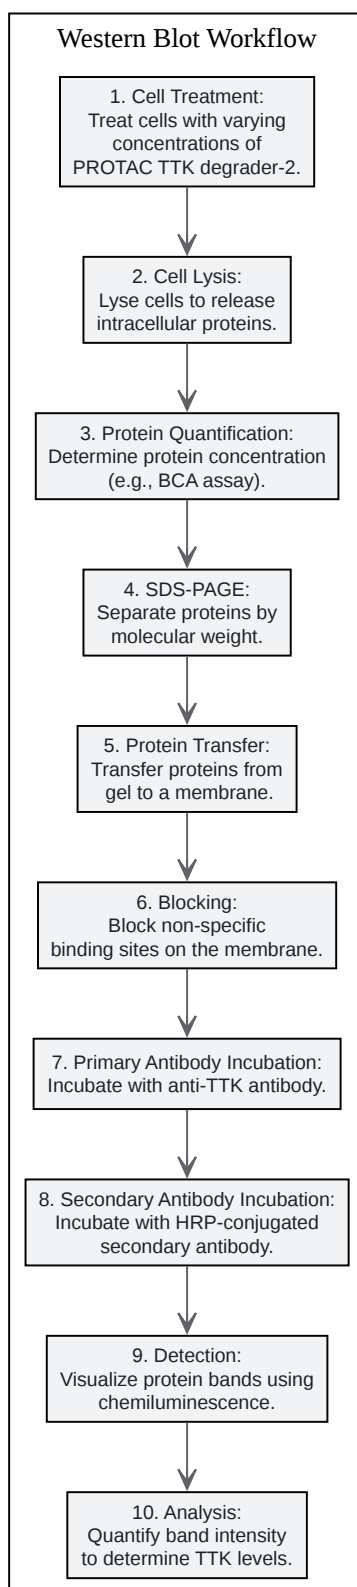 Western Blot Workflow
1. Cell Treatment:
Treat cells with varying
concentrations of
PROTAC TTK degrader-2.
2. Cell Lysis:
Lyse cells to release
intracellular proteins.
3. Protein Quantification:
Determine protein concentration
(e.g., BCA assay).
4. SDS-PAGE:
Separate proteins by
molecular weight.
5. Protein Transfer:
Transfer proteins from
gel to a membrane.
6. Blocking:
Block non-specific
binding sites on the membrane.
7. Primary Antibody Incubation:
Incubate with anti-TTK antibody.
8. Secondary Antibody Incubation:
Incubate with HRP-conjugated
secondary antibody.
9. Detection:
Visualize protein bands using
chemiluminescence.
10. Analysis:
Quantify band intensity
to determine TTK levels.